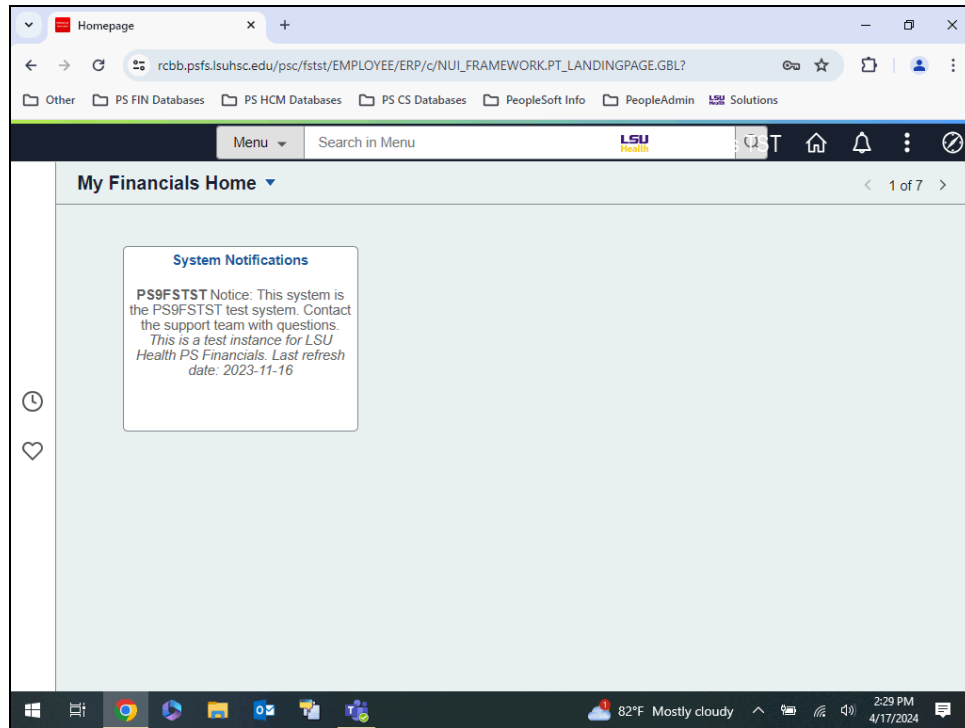 Homepage
rcbb.psfs.lsuhsc.edu/psc/fstst/EMPLOYEE/ERP/c/NUI_FRAMEWORK.PT_LANDINGPAGE.GBL?
Other PS FIN Databases PS HCM Databases PS CS Databases PeopleSoft Info PeopleAdmin LSU Health Solutions
Menu Search in Menu LSU Health TST
My Financials Home 1 of 7
System Notifications
PS9FSTST Notice: This system is
the PS9FSTST test system. Contact
the support team with questions.
This is a test instance for LSU
Health PS Financials. Last refresh
date: 2023-11-16
1 82°F Mostly cloudy 2:29 PM
4/17/2024